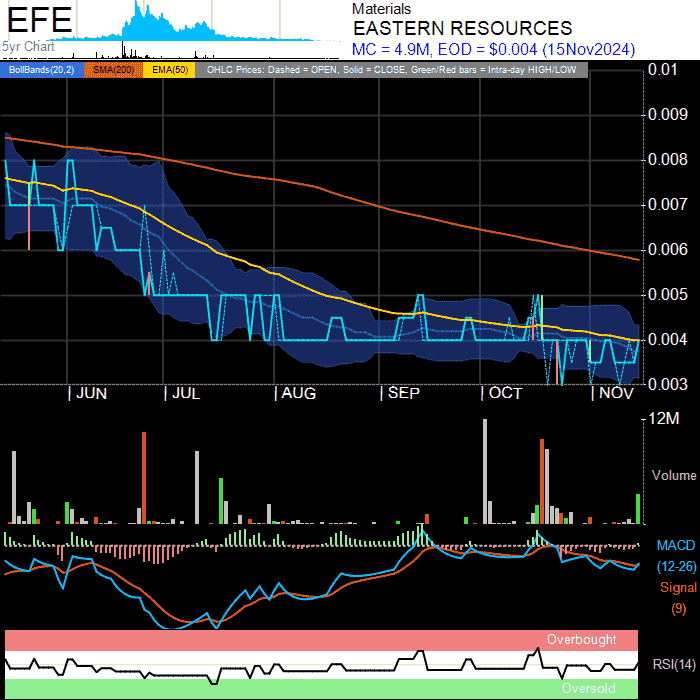 EFE
5yr Chart
Materials
EASTERN RESOURCES
MC = 4.9M, EOD = $0.004 (15Nov2024)
BollBands(20,2) SMA(200) EMA(50) OHLC Prices: Dashed = OPEN, Solid = CLOSE, Green/Red bars = Intra-day HIGH/LOW
0.01
0.009
0.008
0.007
0.006
0.005
0.004
0.003
JUN JUL AUG SEP OCT NOV
12M
Volume
MACD
(12-26)
Signal
(9)
Overbought
RSI(14)
Oversold